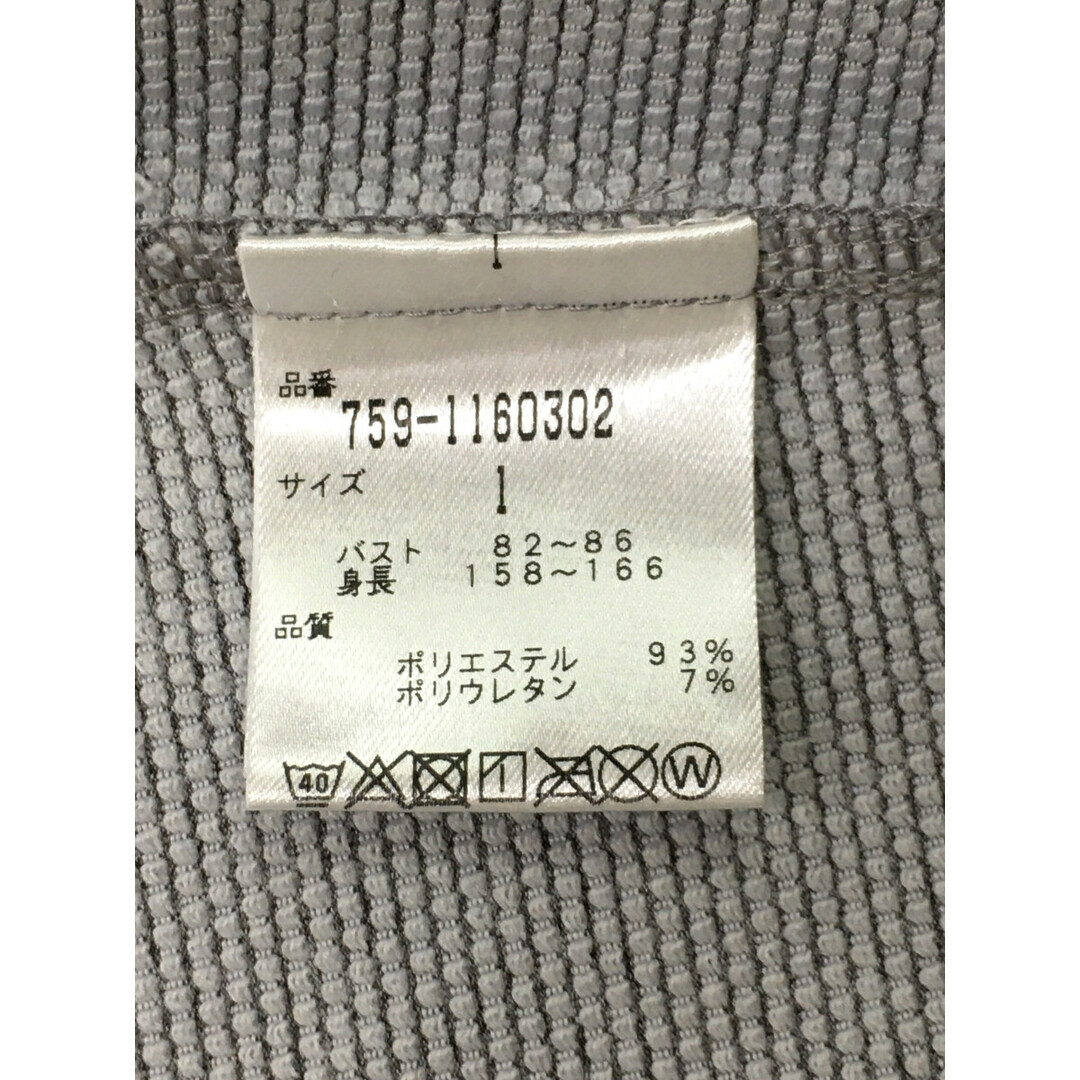 品番
759-1160302
サイズ 1
バスト 82～86
身長 158～166
品質
ポリエステル 93%
ポリウレタン 7%
40 W